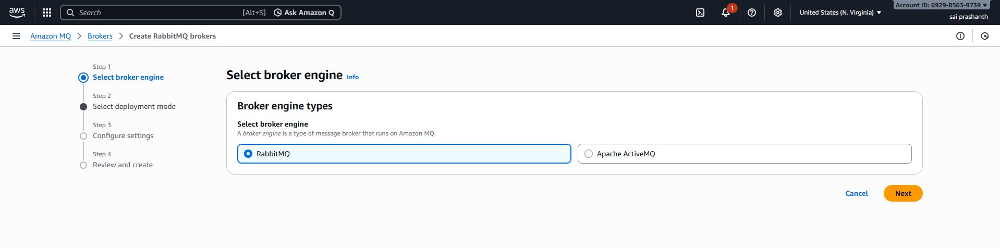 aws
Search [Alt+S] Ask Amazon Q
1
United States (N. Virginia)
Account ID: 6929-8563-9739
sai prashanth
Amazon MQ > Brokers > Create RabbitMQ brokers
Step 1
Select broker engine
Step 2
Select deployment mode
Step 3
Configure settings
Step 4
Review and create
Select broker engine Info
Broker engine types
Select broker engine
A broker engine is a type of message broker that runs on Amazon MQ.
RabbitMQ
Apache ActiveMQ
Cancel
Next